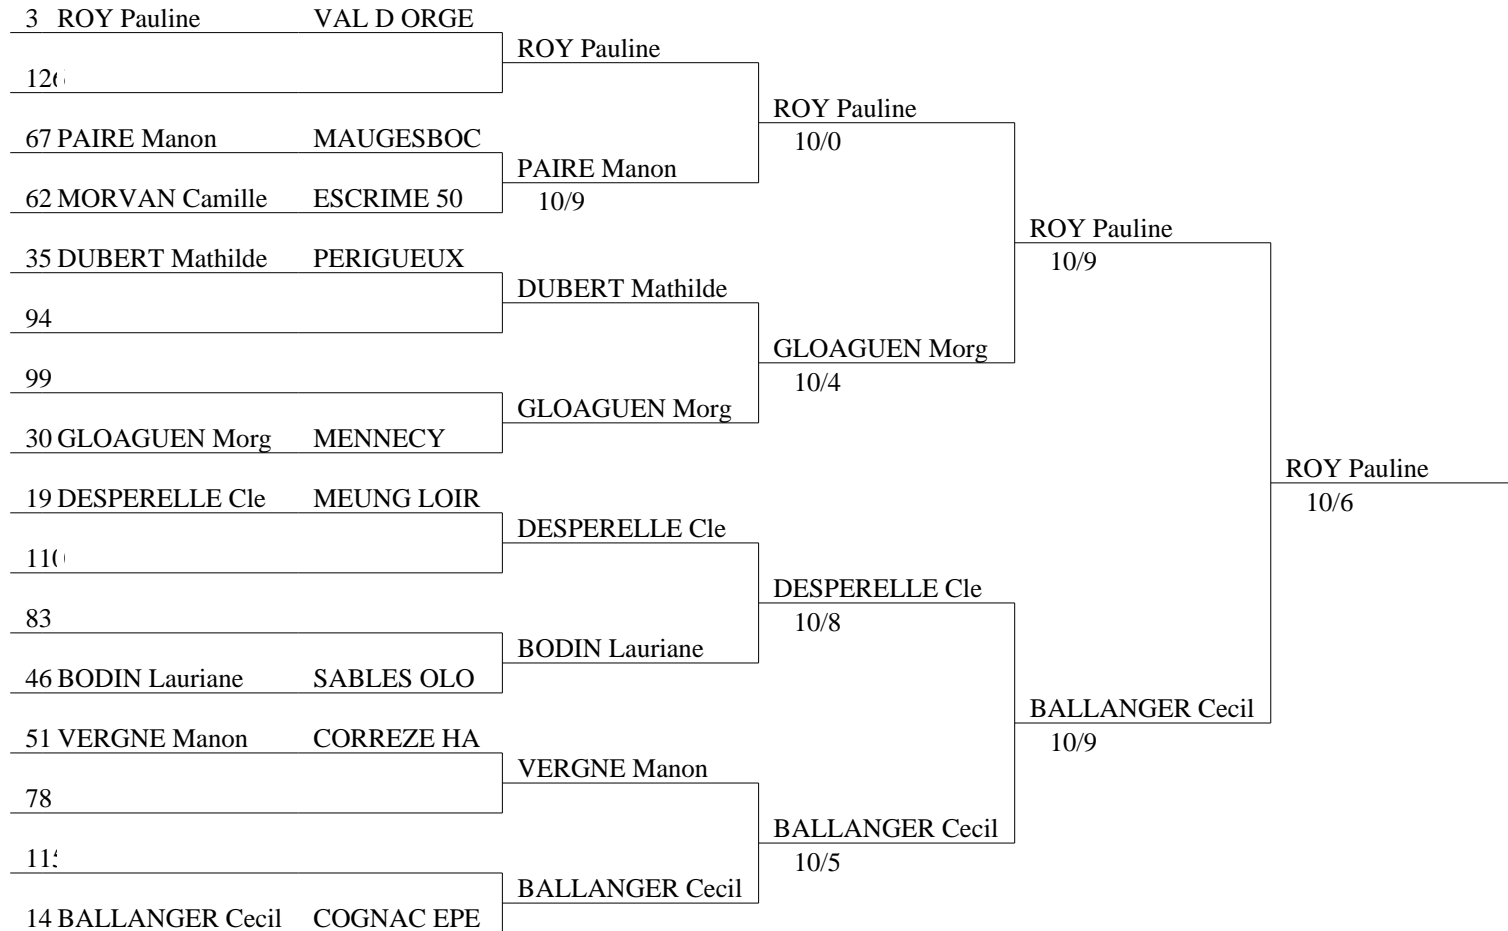 3 ROY Pauline VAL D ORGE
ROY Pauline
126
ROY Pauline
10/0
67 PAIRE Manon MAUGESBOC
PAIRE Manon
10/9
62 MORVAN Camille ESCRIME 50
ROY Pauline
10/9
35 DUBERT Mathilde PERIGUEUX
DUBERT Mathilde
94
GLOAGUEN Morg
10/4
99
GLOAGUEN Morg
30 GLOAGUEN Morg MENNECY
ROY Pauline
10/6
19 DESPERELLE Cle MEUNG LOIR
DESPERELLE Cle
110
DESPERELLE Cle
10/8
83
BODIN Lauriane
46 BODIN Lauriane SABLES OLO
BALLANGER Cecil
10/9
51 VERGNE Manon CORREZE HA
VERGNE Manon
78
BALLANGER Cecil
10/5
115
BALLANGER Cecil
14 BALLANGER Cecil COGNAC EPE